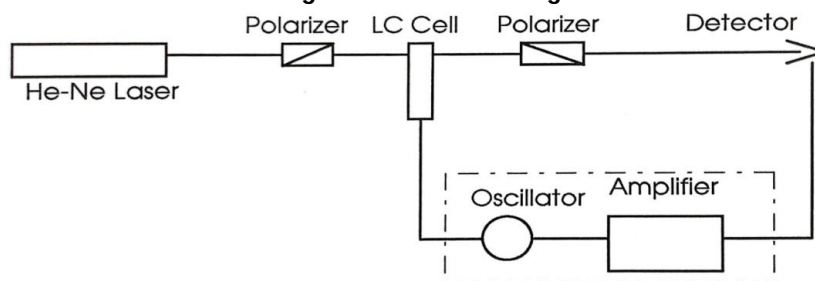 Polarizer LC Cell Polarizer Detector
He-Ne Laser
Oscillator Amplifier